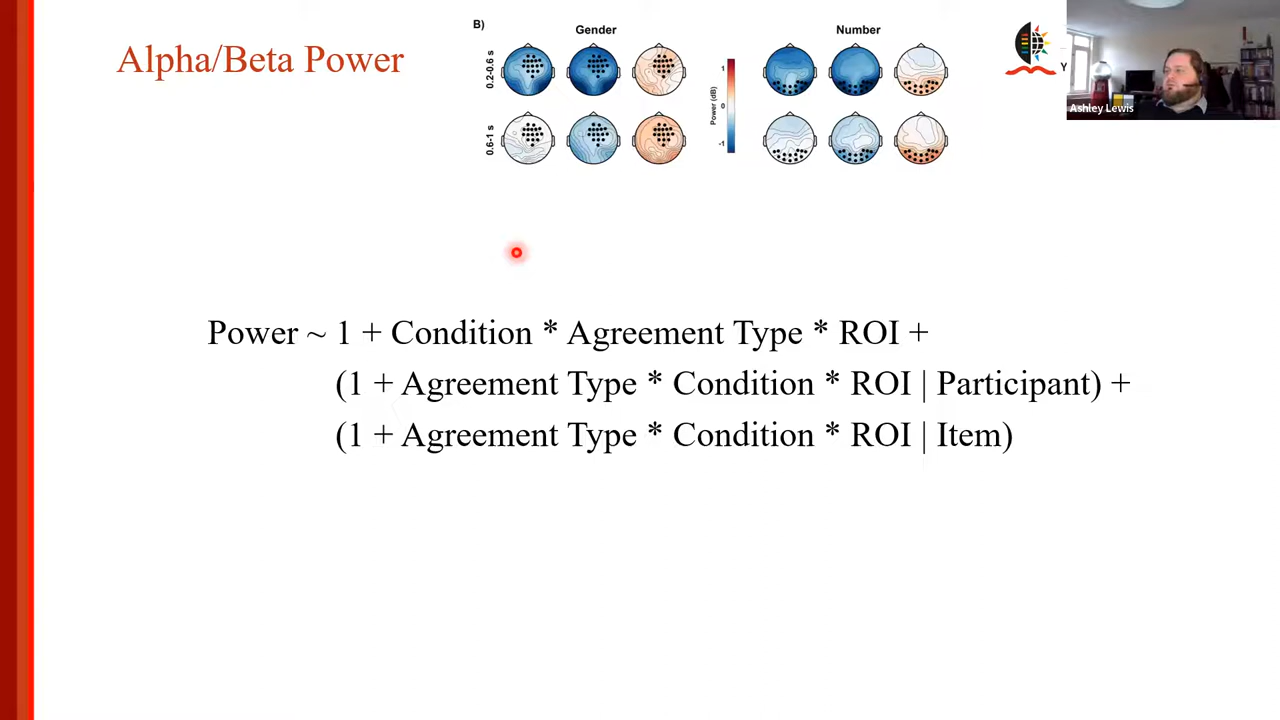 Alpha/Beta Power
B)
Gender
Number
0.2-0.6 s
0.6-1 s
Power (dB)
1
0
-1
Y
Ashley Lewis
Power ~ 1 + Condition * Agreement Type * ROI +
(1 + Agreement Type * Condition * ROI | Participant) +
(1 + Agreement Type * Condition * ROI | Item)